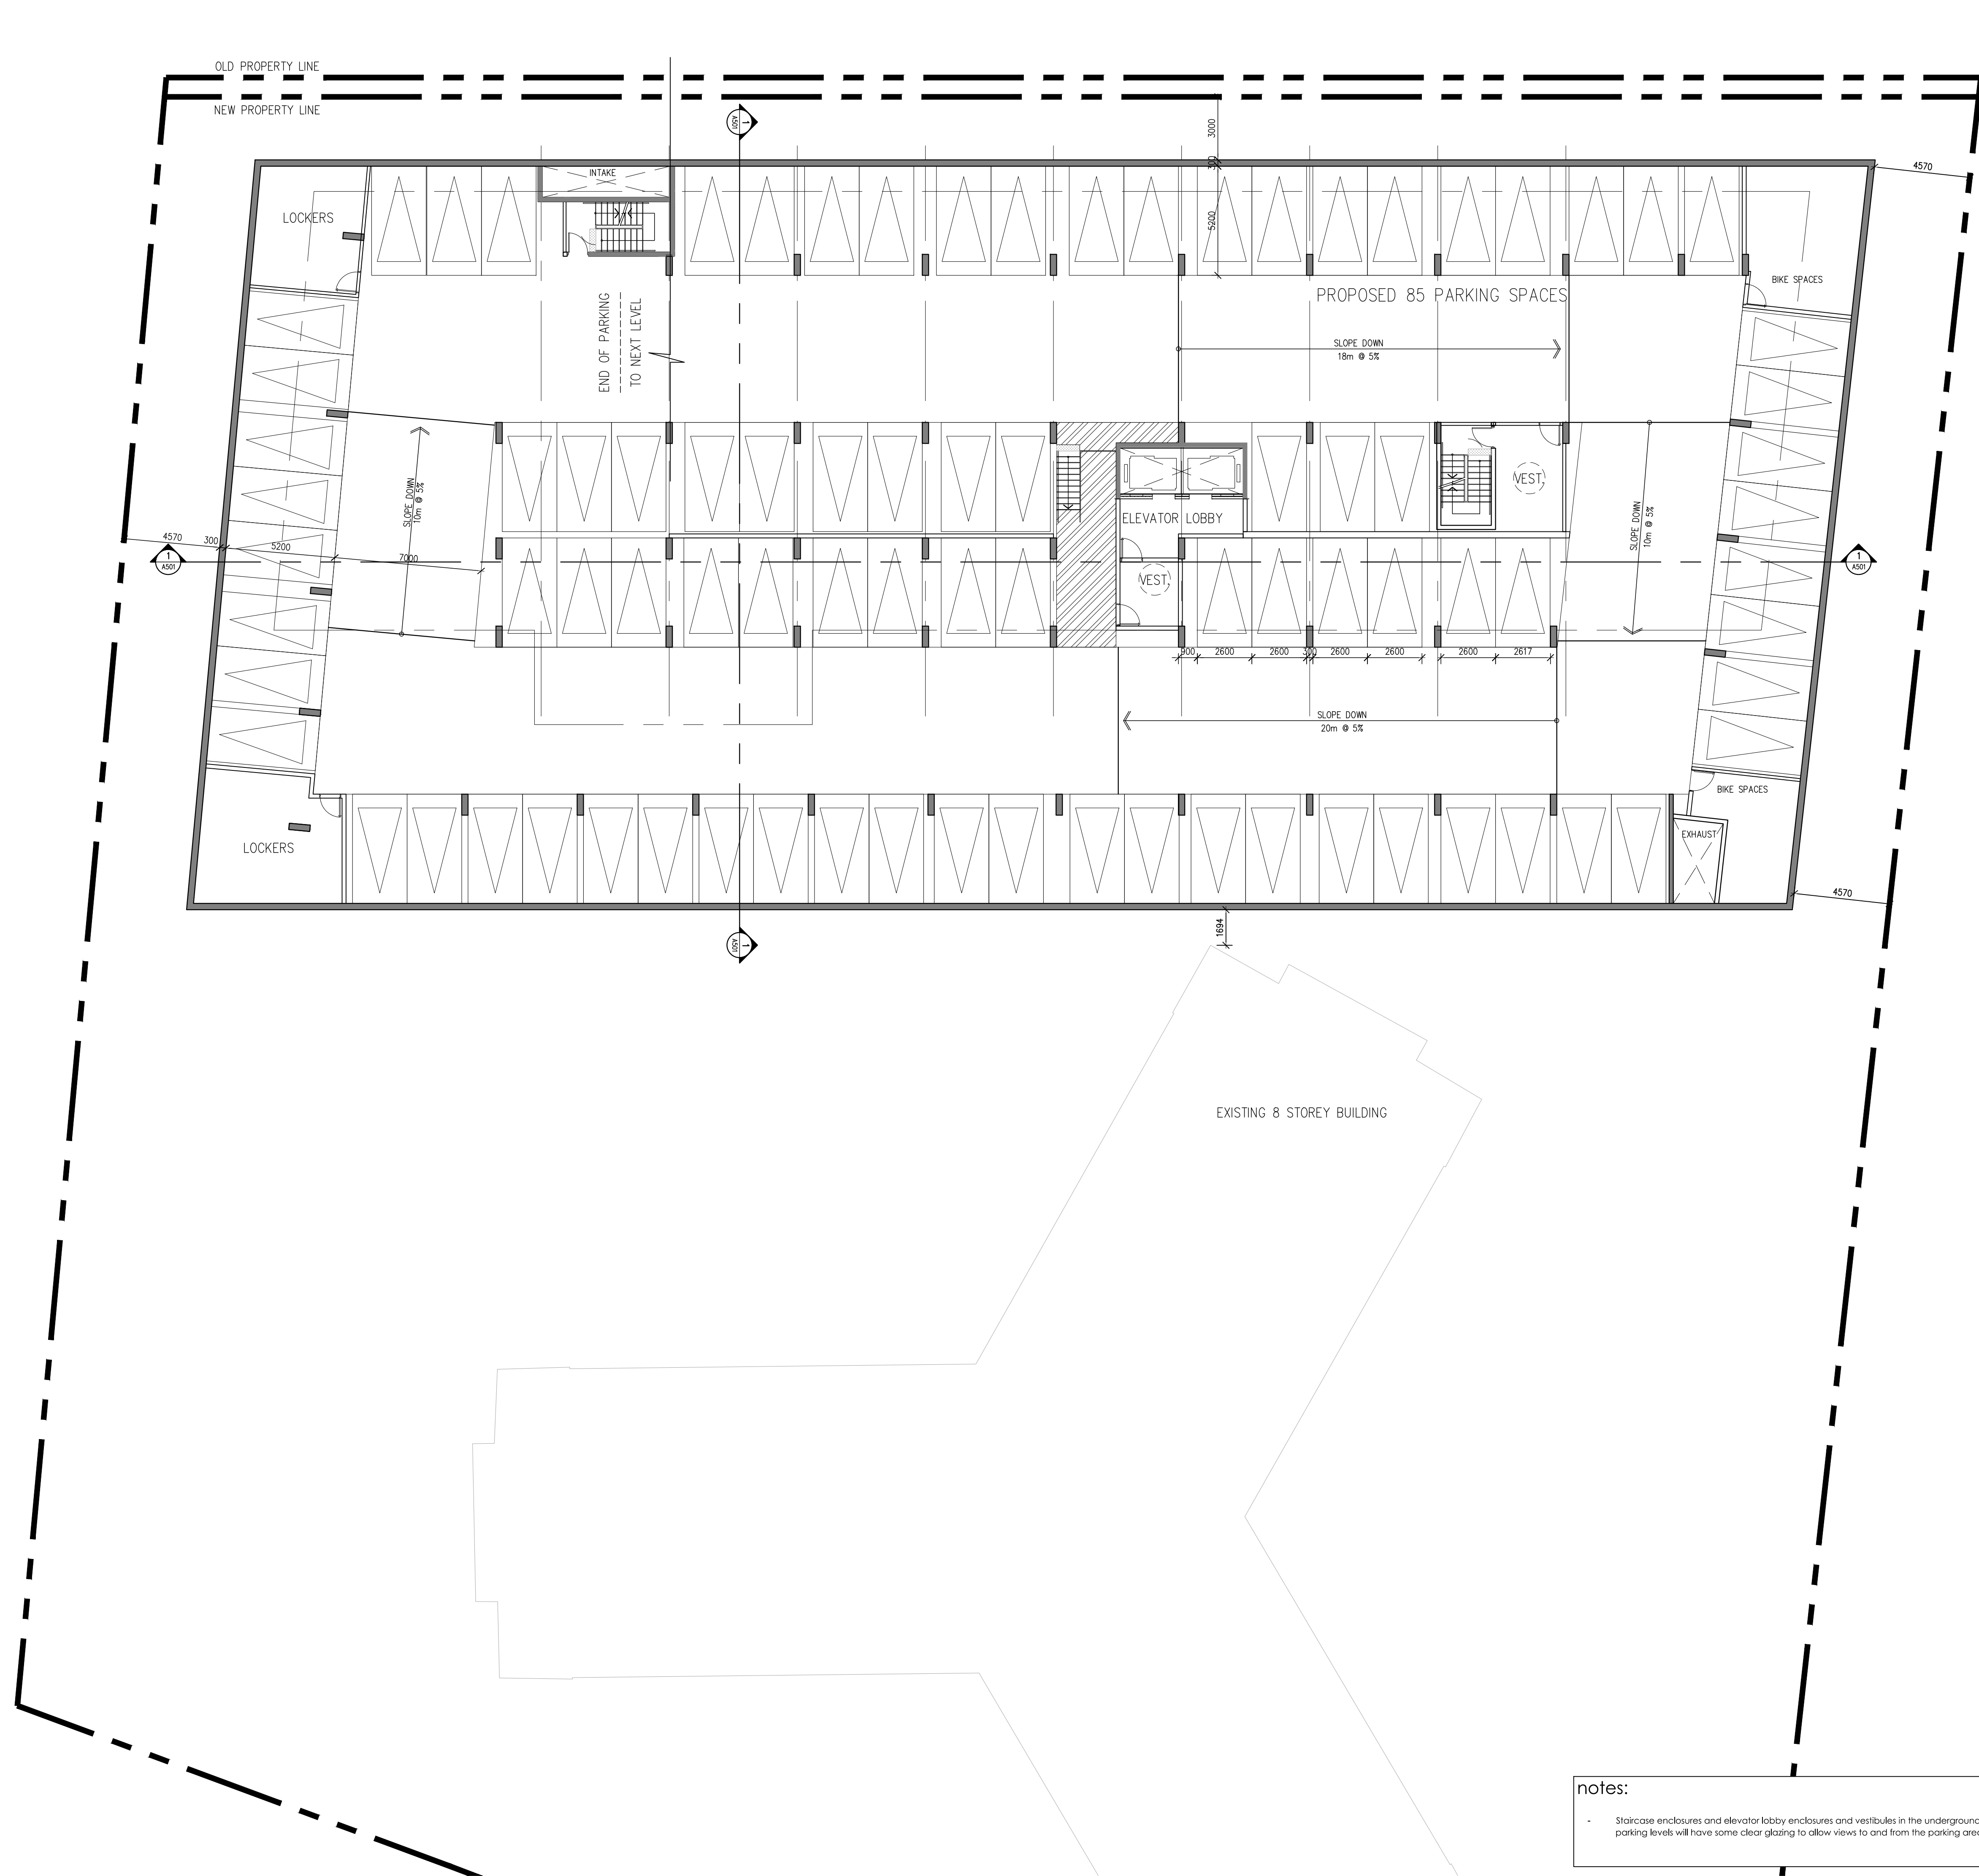 OLD PROPERTY LINE
NEW PROPERTY LINE
1
A501
3000
300
5200
4570
INTAKE
LOCKERS
BIKE SPACES
END OF PARKING
TO NEXT LEVEL
PROPOSED 85 PARKING SPACES
SLOPE DOWN
18m @ 5%
SLOPE DOWN
10m @ 5%
VEST.
ELEVATOR LOBBY
SLOPE DOWN
10m @ 5%
4570
300
5200
7000
1
A501
1
A501
VEST.
900
2600
2600
300
2600
2600
2600
2617
SLOPE DOWN
20m @ 5%
BIKE SPACES
EXHAUST
LOCKERS
4570
1694
1
A501
EXISTING 8 STOREY BUILDING
notes:
- Staircase enclosures and elevator lobby enclosures and vestibules in the underground
parking levels will have some clear glazing to allow views to and from the parking